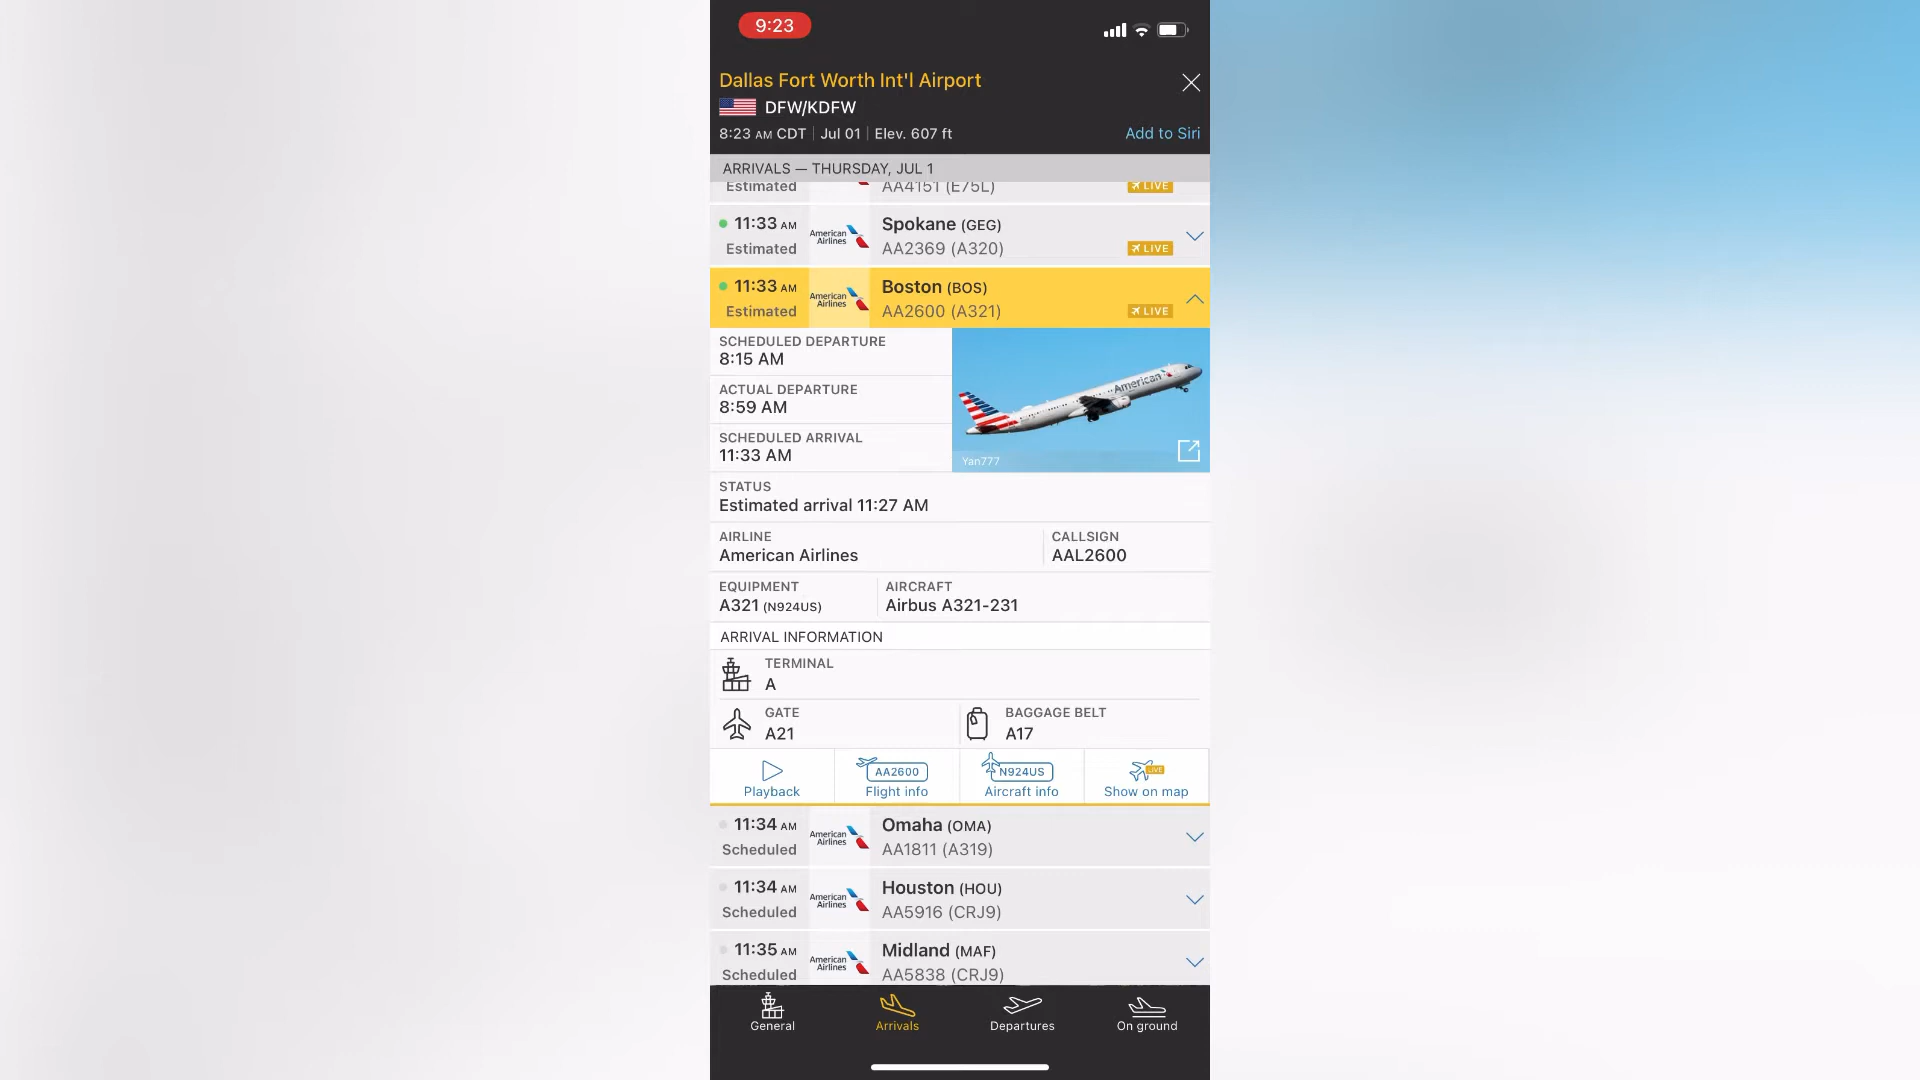 9:23
Dallas Fort Worth Int'l Airport
DFW/KDFW
8:23 AM CDT Jul 01 Elev. 607 ft Add to Siri
ARRIVALS — THURSDAY, JUL 1
Estimated AA4151 (E75L) LIVE
11:33 AM American Airlines Spokane (GEG)
Estimated AA2369 (A320) LIVE
11:33 AM American Airlines Boston (BOS)
Estimated AA2600 (A321) LIVE
SCHEDULED DEPARTURE
8:15 AM
ACTUAL DEPARTURE
8:59 AM
SCHEDULED ARRIVAL
11:33 AM
American
Yan777
STATUS
Estimated arrival 11:27 AM
AIRLINE CALLSIGN
American Airlines AAL2600
EQUIPMENT AIRCRAFT
A321 (N924US) Airbus A321-231
ARRIVAL INFORMATION
TERMINAL
A
GATE BAGGAGE BELT
A21 A17
AA2600 N924US LIVE
Playback Flight info Aircraft info Show on map
11:34 AM American Airlines Omaha (OMA)
Scheduled AA1811 (A319)
11:34 AM American Airlines Houston (HOU)
Scheduled AA5916 (CRJ9)
11:35 AM American Airlines Midland (MAF)
Scheduled AA5838 (CRJ9)
General Arrivals Departures On ground